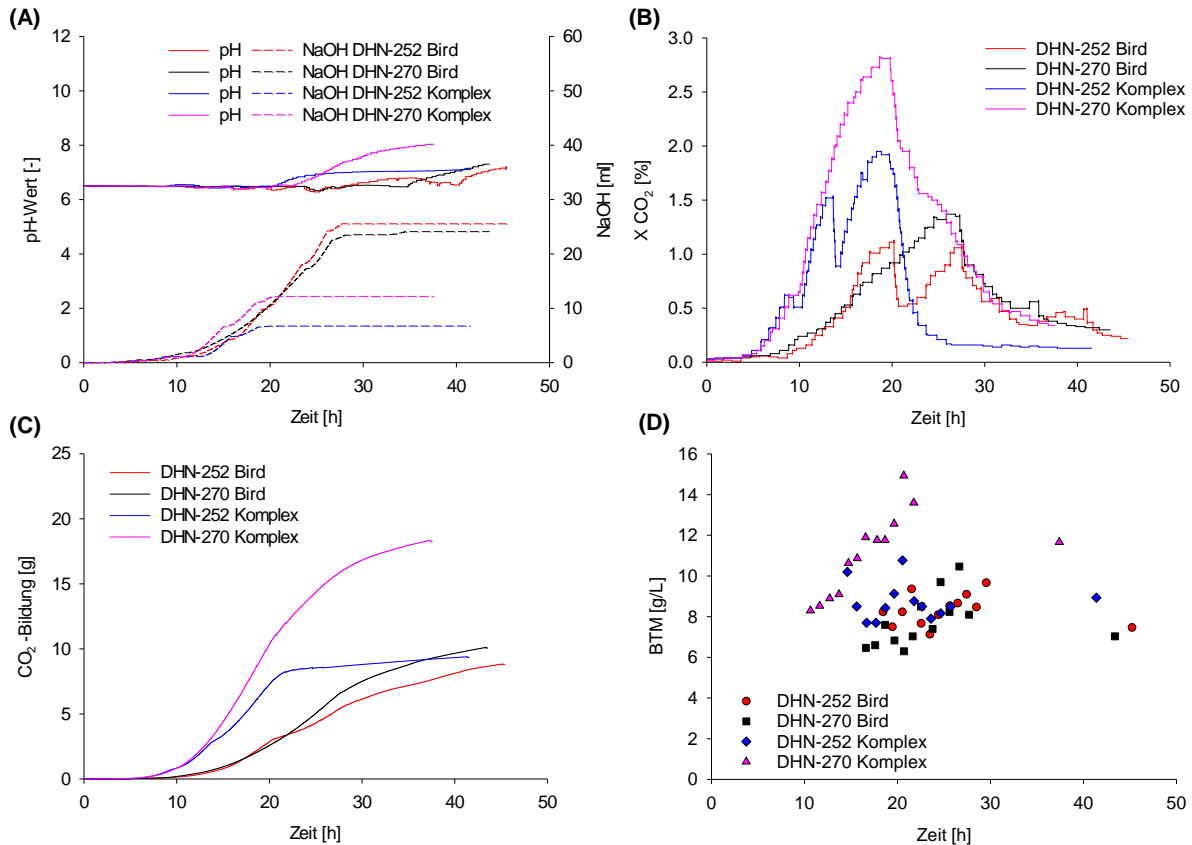 (A)
pH-Wert [-]
12
10
8
6
4
2
0
pH
NaOH DHN-252 Bird
pH
NaOH DHN-270 Bird
pH
NaOH DHN-252 Komplex
pH
NaOH DHN-270 Komplex
60
50
40
30
20
10
0
NaOH [ml]
0 10 20 30 40 50
Zeit [h]
(B)
X CO₂ [%]
3.0
2.5
2.0
1.5
1.0
0.5
0.0
DHN-252 Bird
DHN-270 Bird
DHN-252 Komplex
DHN-270 Komplex
0 10 20 30 40 50
Zeit [h]
(C)
CO₂ -Bildung [g]
25
20
15
10
5
0
DHN-252 Bird
DHN-270 Bird
DHN-252 Komplex
DHN-270 Komplex
0 10 20 30 40 50
Zeit [h]
(D)
BTM [g/L]
16
14
12
10
8
6
4
2
0
DHN-252 Bird
DHN-270 Bird
DHN-252 Komplex
DHN-270 Komplex
0 10 20 30 40 50
Zeit [h]